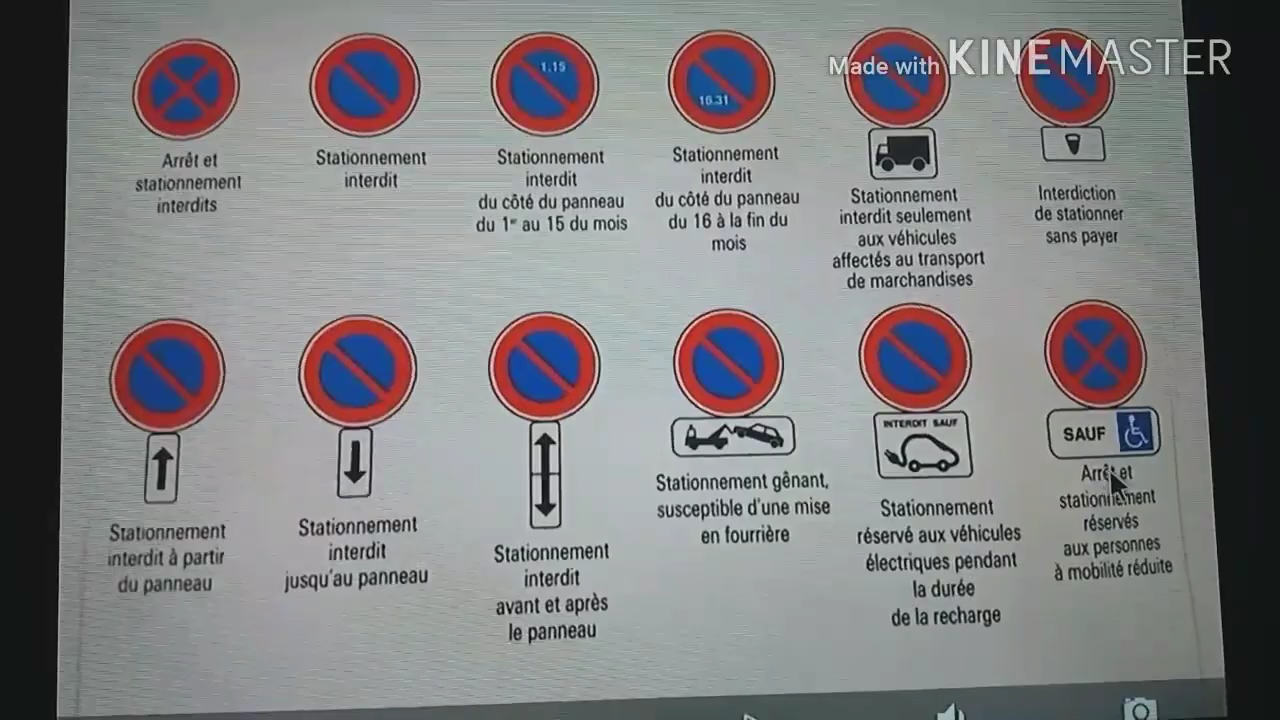 Made with KINEMASTER
1.15
16.31
Arrêt et
stationnement
interdits
Stationnement
interdit
Stationnement
interdit
du côté du panneau
du 1er au 15 du mois
Stationnement
interdit
du côté du panneau
du 16 à la fin du
mois
Stationnement
interdit seulement
aux véhicules
affectés au transport
de marchandises
Interdiction
de stationner
sans payer
Stationnement
interdit à partir
du panneau
Stationnement
interdit
jusqu'au panneau
Stationnement
interdit
avant et après
le panneau
Stationnement gênant,
susceptible d'une mise
en fourrière
INTERDIT SAUF
Stationnement
réservé aux véhicules
électriques pendant
la durée
de la recharge
SAUF
Arrêt et
stationnement
réservés
aux personnes
à mobilité réduite